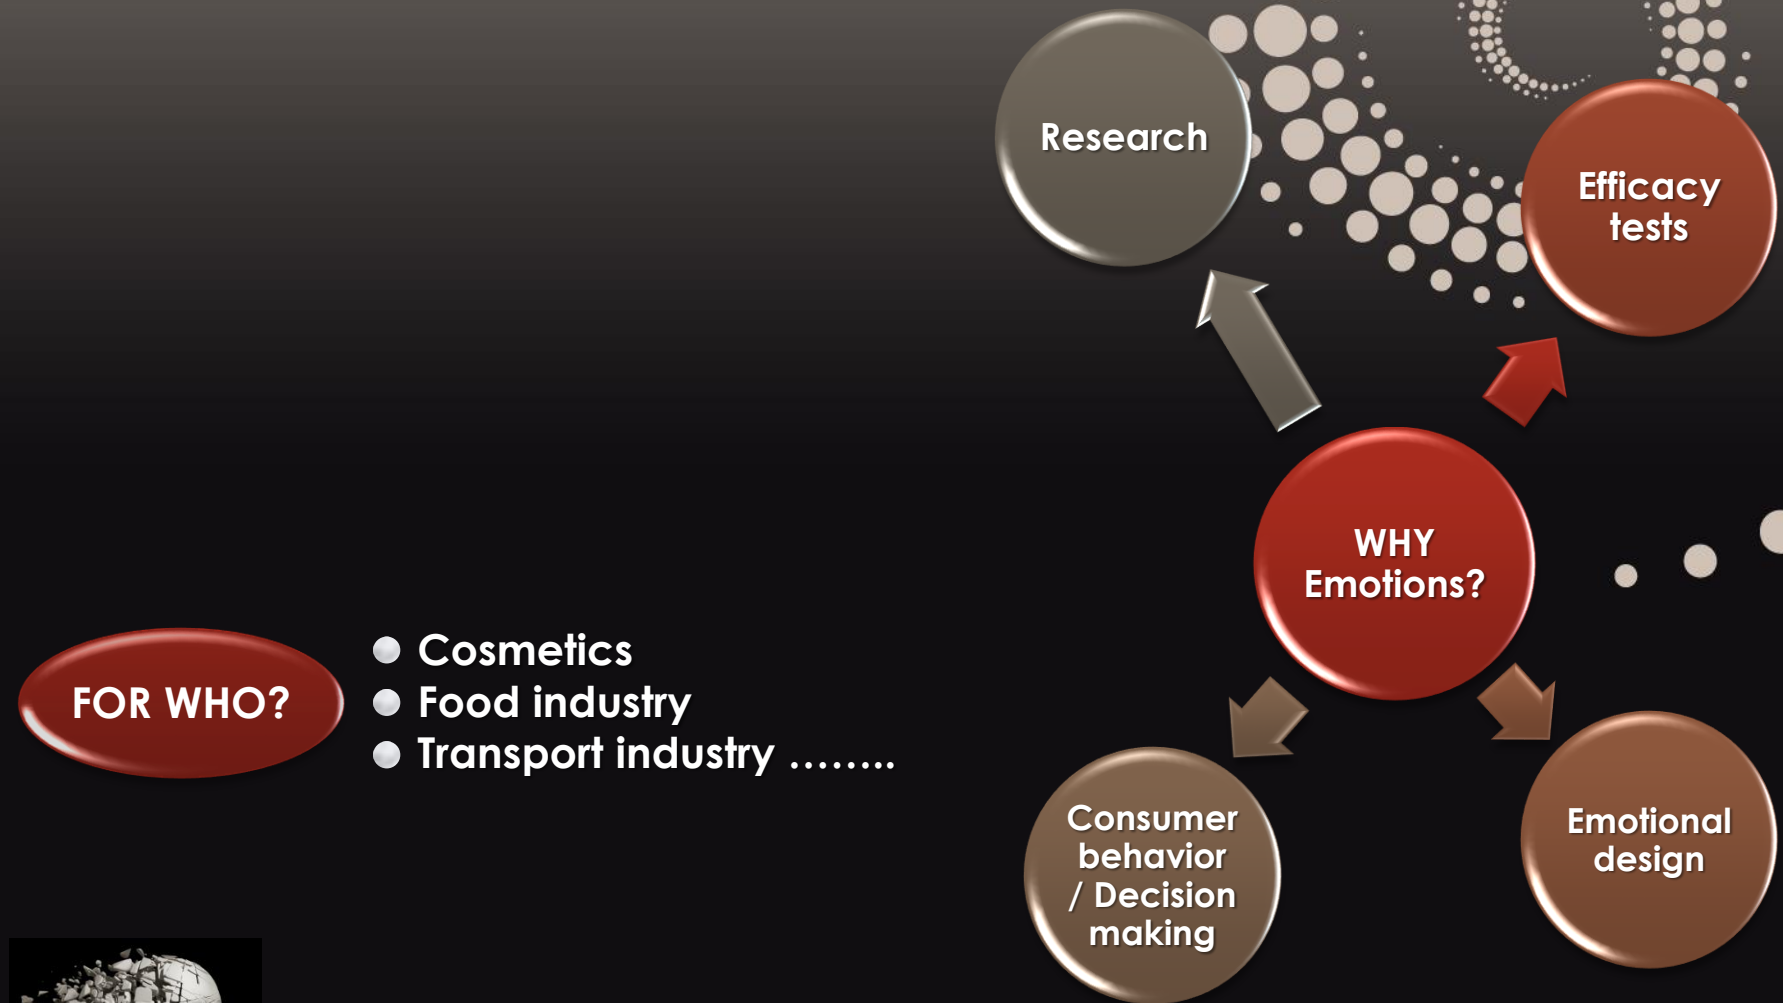 Research
Efficacy
tests
WHY
Emotions?
FOR WHO?
Cosmetics
Food industry
Transport industry ........
Consumer
behavior
/ Decision
making
Emotional
design